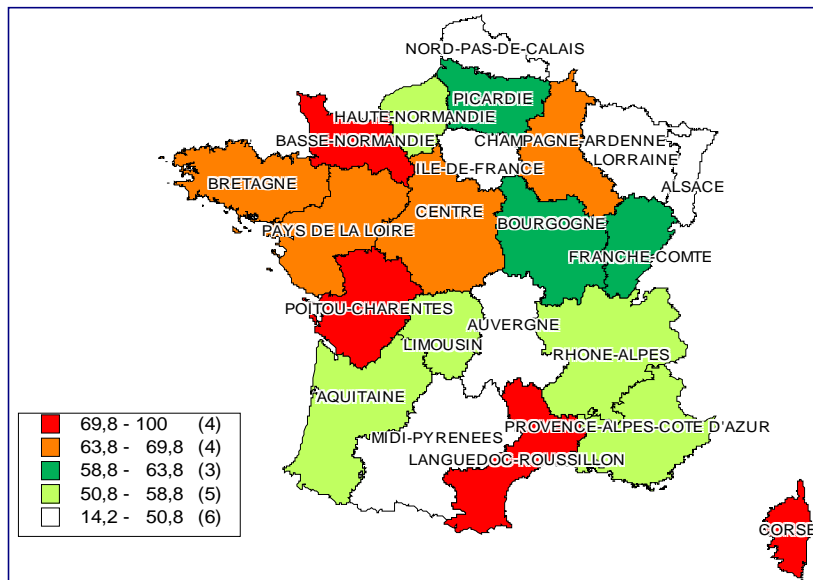 NORD-PAS-DE-CALAIS
PICARDIE
HAUTE-NORMANDIE
BASSE-NORMANDIE
CHAMPAGNE-ARDENNE
LORRAINE
ILE-DE-FRANCE
ALSACE
BRETAGNE
CENTRE
BOURGOGNE
PAYS DE LA LOIRE
FRANCHE-COMTE
POITOU-CHARENTES
AUVERGNE
LIMOUSIN
RHONE-ALPES
AQUITAINE
PROVENCE-ALPES-COTE D'AZUR
MIDI-PYRENEES
LANGUEDOC-ROUSSILLON
CORSE
69,8 - 100 (4)
63,8 - 69,8 (4)
58,8 - 63,8 (3)
50,8 - 58,8 (5)
14,2 - 50,8 (6)